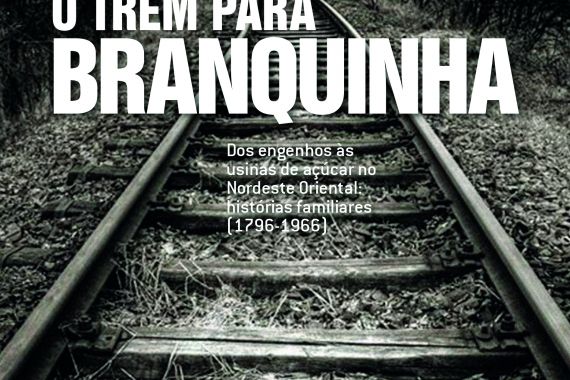 O TREM PARA
BRANQUINHA
Dos engenhos às
usinas de açúcar no
Nordeste Oriental:
histórias familiares
(1796-1966)